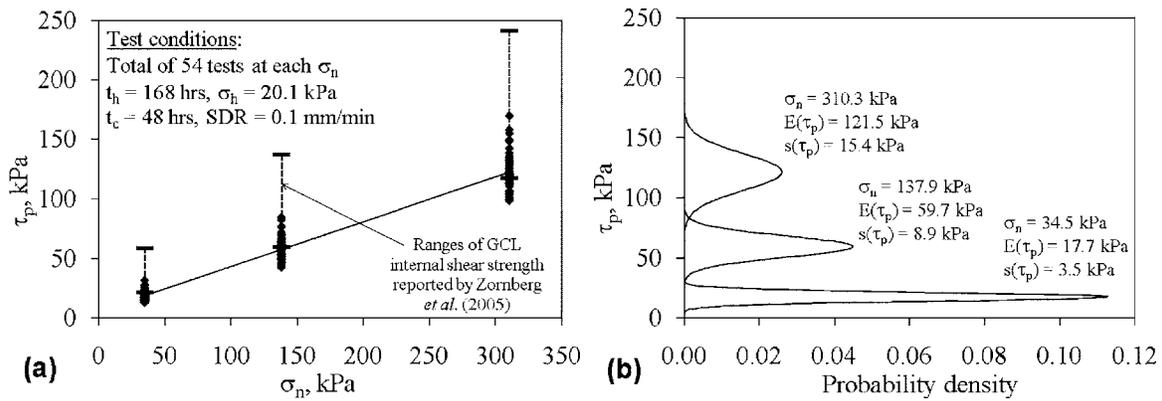 250
200
150
100
50
0
τp, kPa
Test conditions:
Total of 54 tests at each σn
th = 168 hrs, σh = 20.1 kPa
tc = 48 hrs, SDR = 0.1 mm/min
Ranges of GCL
internal shear strength
reported by Zornberg
et al. (2005)
0 50 100 150 200 250 300 350
(a)
σn, kPa
250
200
150
100
50
0
τp, kPa
σn = 310.3 kPa
E(τp) = 121.5 kPa
s(τp) = 15.4 kPa
σn = 137.9 kPa
E(τp) = 59.7 kPa
s(τp) = 8.9 kPa
σn = 34.5 kPa
E(τp) = 17.7 kPa
s(τp) = 3.5 kPa
0.00 0.02 0.04 0.06 0.08 0.10 0.12
(b)
Probability density